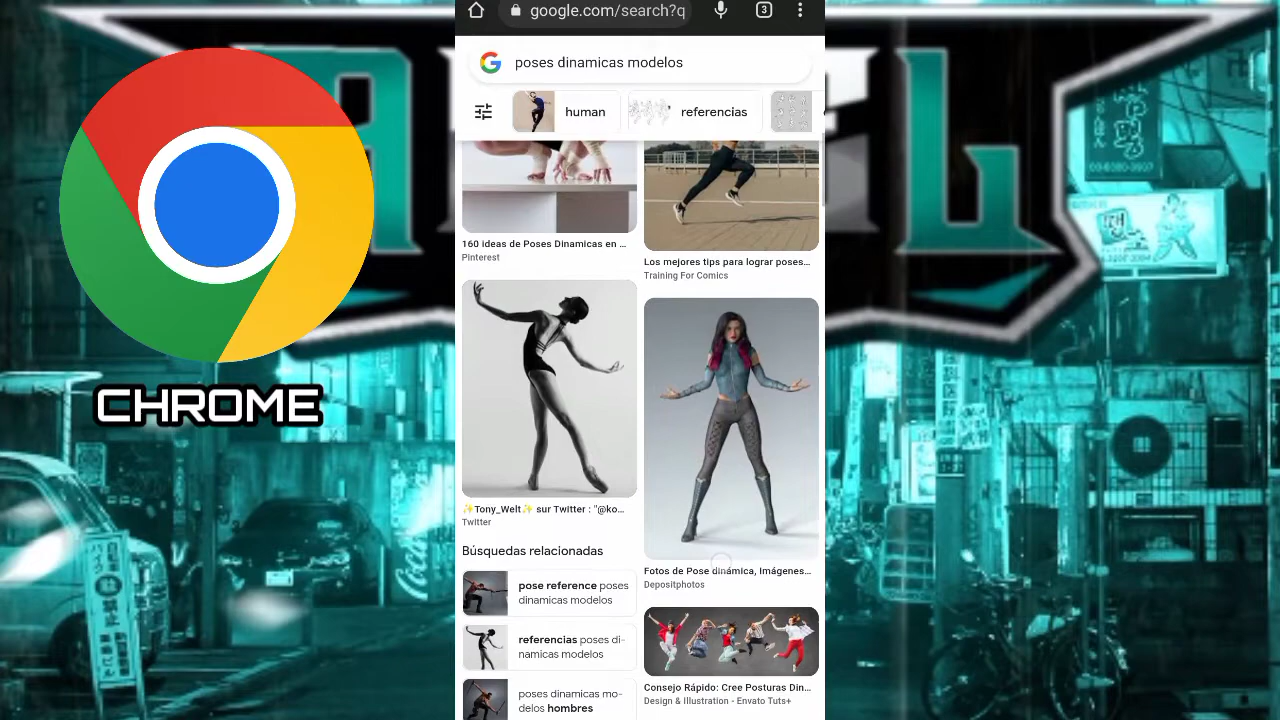 google.com/search?q
3
poses dinamicas modelos
human
referencias
160 ideas de Poses Dinamicas en ...
Pinterest
Los mejores tips para lograr poses...
Training For Comics
✨Tony_Welt✨ sur Twitter : "@ko...
Twitter
Fotos de Pose dinámica, Imágenes...
Depositphotos
Búsquedas relacionadas
pose reference poses
dinamicas modelos
referencias poses di-
namicas modelos
poses dinamicas mo-
delos hombres
Consejo Rápido: Cree Posturas Din...
Design & Illustration - Envato Tuts+
CHROME
Coca-Cola